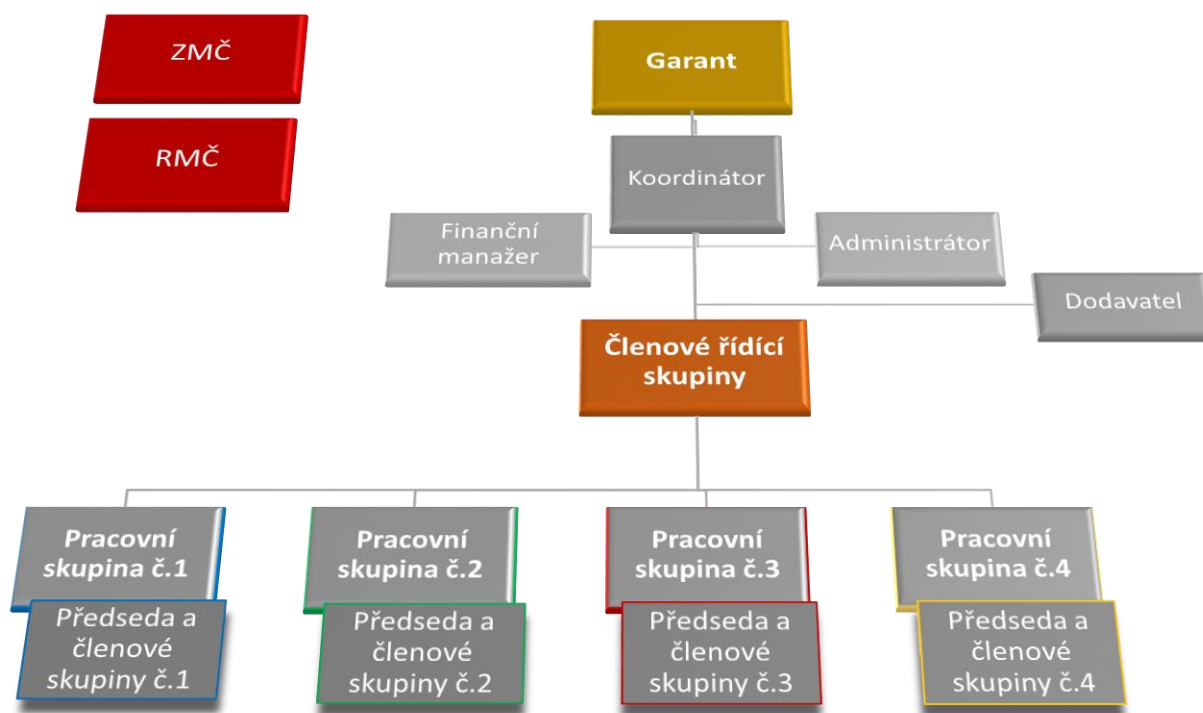 ZMČ
Garant
RMČ
Koordinátor
Finanční
manažer
Administrátor
Dodavatel
Členové řídící
skupiny
Pracovní
skupina č.1
Pracovní
skupina č.2
Pracovní
skupina č.3
Pracovní
skupina č.4
Předseda a
členové
skupiny č.1
Předseda a
členové
skupiny č.2
Předseda a
členové
skupiny č.3
Předseda a
členové
skupiny č.4